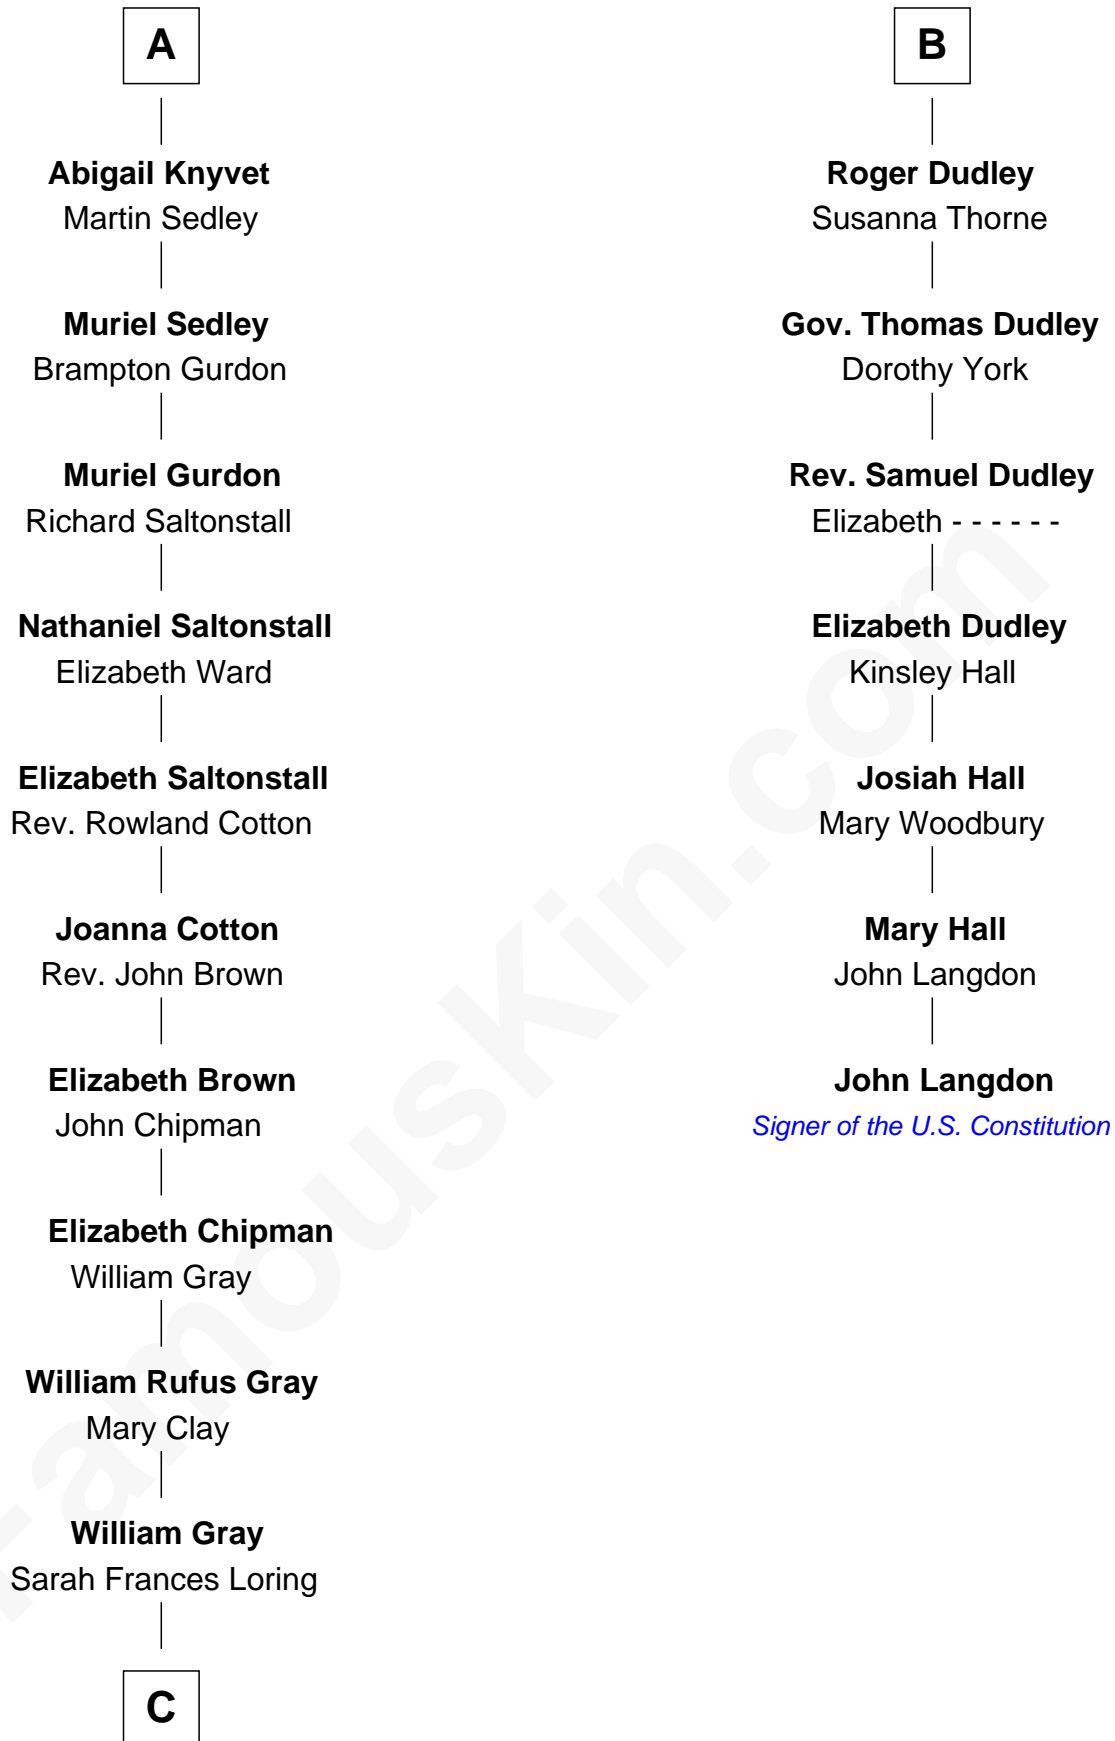 A
Abigail Knyvet
Martin Sedley
Muriel Sedley
Brampton Gurdon
Muriel Gurdon
Richard Saltonstall
Nathaniel Saltonstall
Elizabeth Ward
Elizabeth Saltonstall
Rev. Rowland Cotton
Joanna Cotton
Rev. John Brown
Elizabeth Brown
John Chipman
Elizabeth Chipman
William Gray
William Rufus Gray
Mary Clay
William Gray
Sarah Frances Loring
C
B
Roger Dudley
Susanna Thorne
Gov. Thomas Dudley
Dorothy York
Rev. Samuel Dudley
Elizabeth - - - - - -
Elizabeth Dudley
Kinsley Hall
Josiah Hall
Mary Woodbury
Mary Hall
John Langdon
John Langdon
Signer of the U.S. Constitution
FamousKin.com